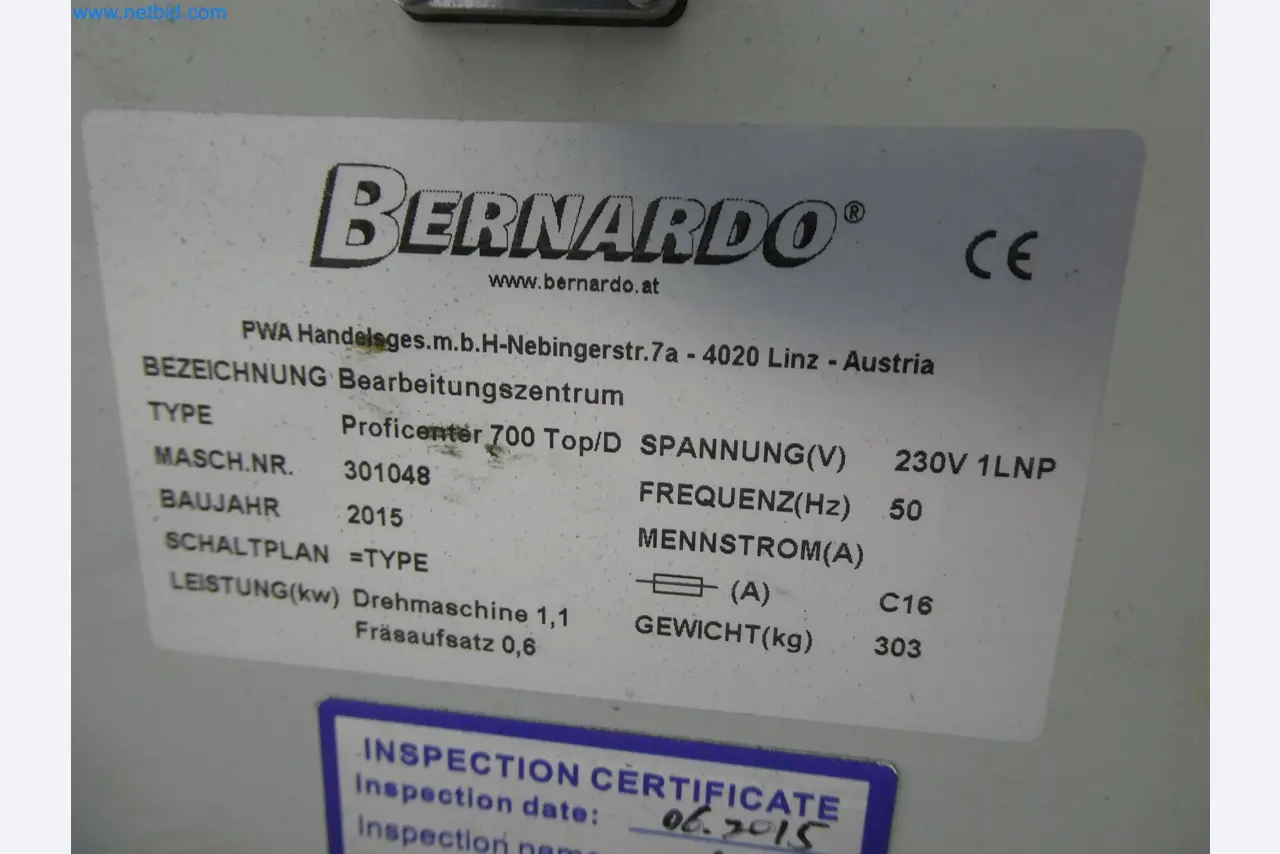 www.netbid.com
BERNARDO®
CE
www.bernardo.at
PWA Handelsges.m.b.H-Nebingerstr.7a - 4020 Linz - Austria
BEZEICHNUNG Bearbeitungszentrum
TYPE Proficenter 700 Top/D
MASCH.NR. 301048
BAUJAHR 2015
SCHALTPLAN =TYPE
LEISTUNG(kw) Drehmaschine 1,1
Fräsaufsatz 0,6
SPANNUNG(V) 230V 1LNP
FREQUENZ(Hz) 50
MENNSTROM(A)
(A) C16
GEWICHT(kg) 303
INSPECTION CERTIFICATE
Inspection date: 06.2015
Inspection